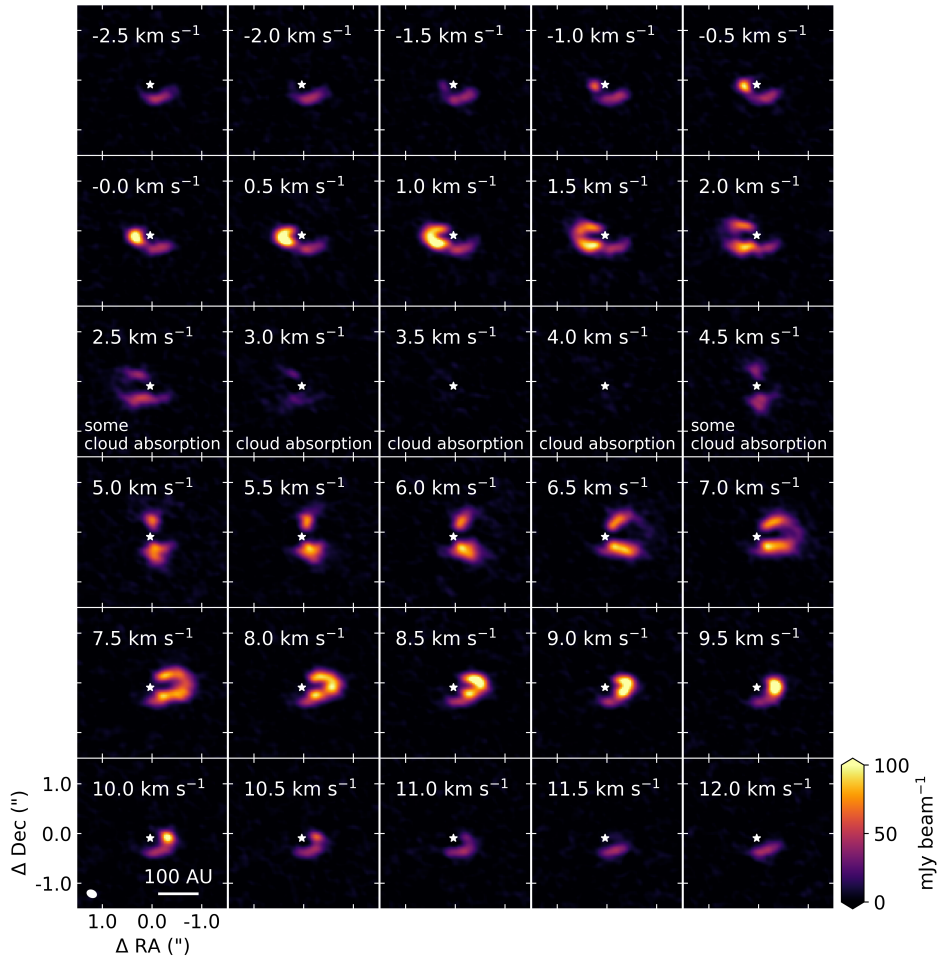 -2.5 km s⁻¹
-2.0 km s⁻¹
-1.5 km s⁻¹
-1.0 km s⁻¹
-0.5 km s⁻¹
-0.0 km s⁻¹
0.5 km s⁻¹
1.0 km s⁻¹
1.5 km s⁻¹
2.0 km s⁻¹
2.5 km s⁻¹
some
cloud absorption
3.0 km s⁻¹
cloud absorption
3.5 km s⁻¹
cloud absorption
4.0 km s⁻¹
cloud absorption
4.5 km s⁻¹
some
cloud absorption
5.0 km s⁻¹
5.5 km s⁻¹
6.0 km s⁻¹
6.5 km s⁻¹
7.0 km s⁻¹
7.5 km s⁻¹
8.0 km s⁻¹
8.5 km s⁻¹
9.0 km s⁻¹
9.5 km s⁻¹
10.0 km s⁻¹
100 AU
10.5 km s⁻¹
11.0 km s⁻¹
11.5 km s⁻¹
12.0 km s⁻¹
1.0
0.0
-1.0
Δ Dec (")
1.0 0.0 -1.0
Δ RA (")
100
50
0
mJy beam⁻¹